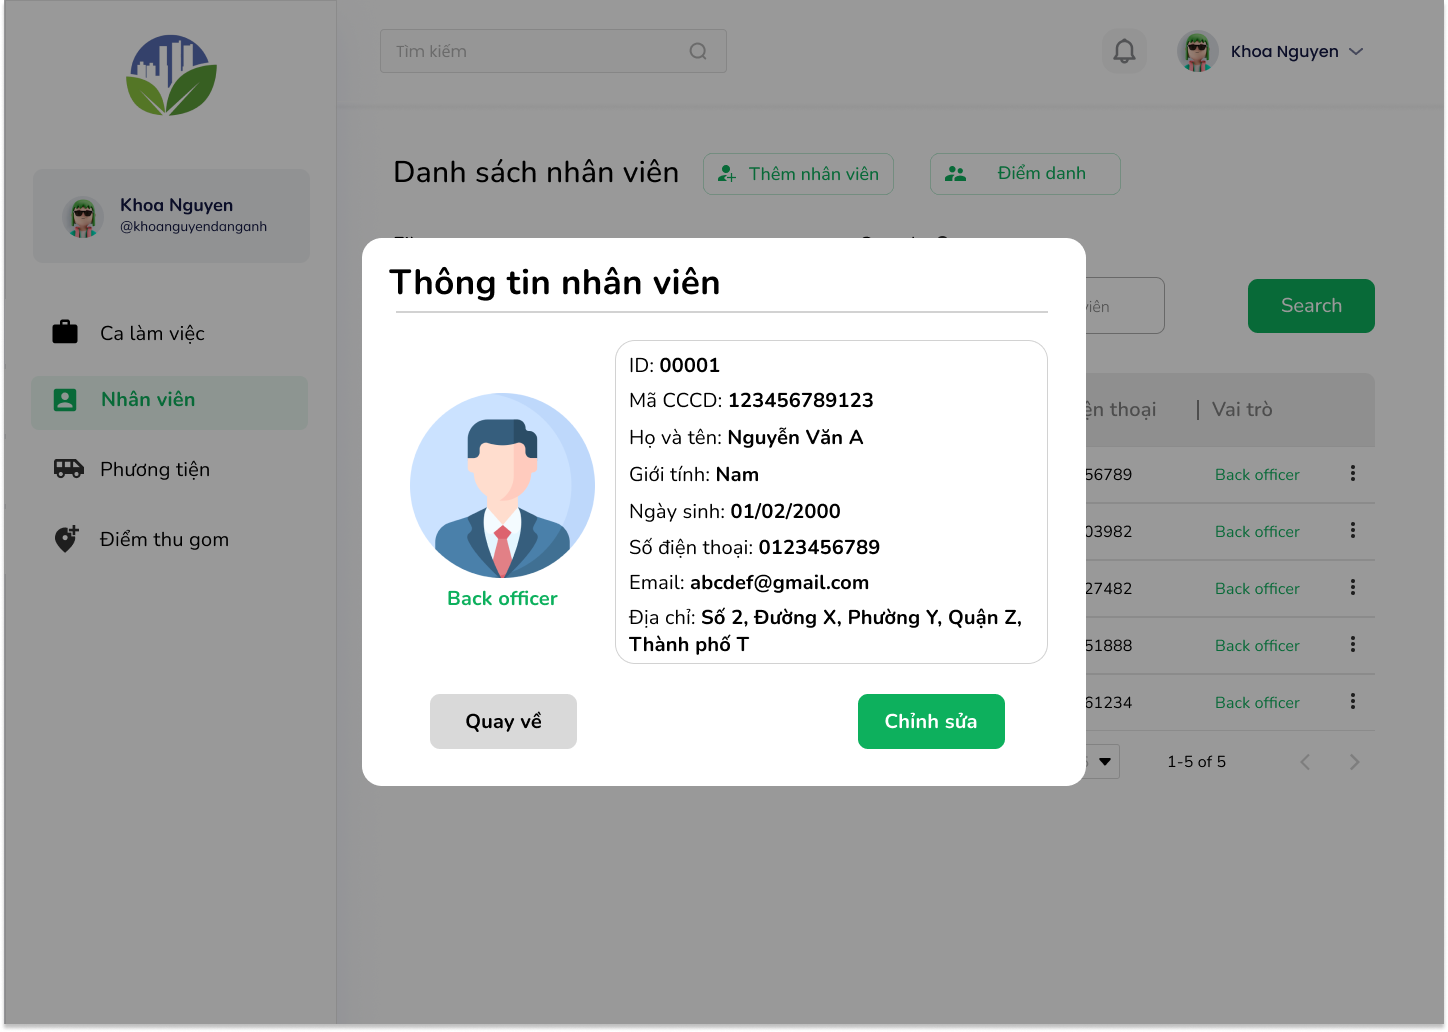 Tìm kiếm
Khoa Nguyen
Khoa Nguyen
@khoanguyendanganh
Ca làm việc
Nhân viên
Phương tiện
Điểm thu gom
Danh sách nhân viên
Thêm nhân viên
Điểm danh
Search
Vai trò
thoại
56789 Back officer
03982 Back officer
27482 Back officer
51888 Back officer
61234 Back officer
1-5 of 5
Thông tin nhân viên
Back officer
ID: 00001
Mã CCCD: 123456789123
Họ và tên: Nguyễn Văn A
Giới tính: Nam
Ngày sinh: 01/02/2000
Số điện thoại: 0123456789
Email: abcdef@gmail.com
Địa chỉ: Số 2, Đường X, Phường Y, Quận Z,
Thành phố T
Quay về
Chỉnh sửa